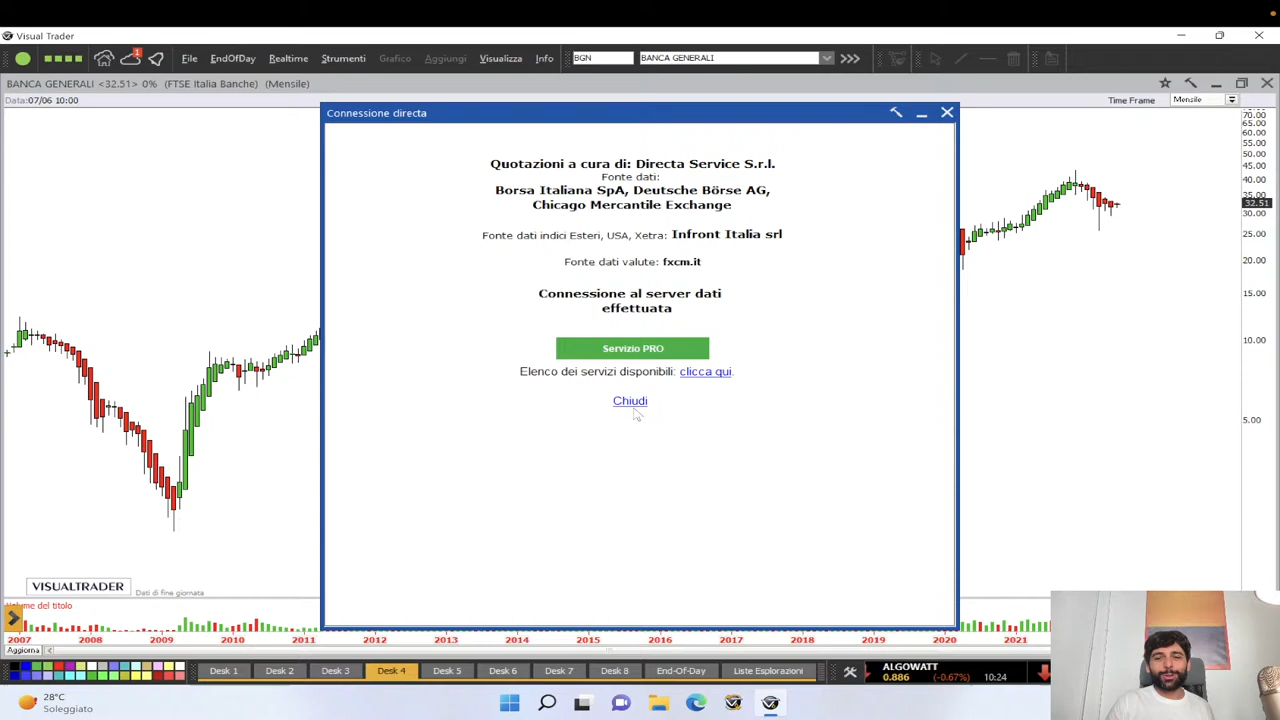 Visual Trader
1
File EndOfDay Realtime Strumenti Grafico Aggiungi Visualizza Info BGN BANCA GENERALI
BANCA GENERALI <32.51> 0% (FTSE Italia Banche) (Mensile)
Data:07/06 10:00
Time Frame Mensile
Connessione directa
Quotazioni a cura di: Directa Service S.r.l.
Fonte dati:
Borsa Italiana SpA, Deutsche Börse AG,
Chicago Mercantile Exchange
Fonte dati indici Esteri, USA, Xetra: Infront Italia srl
Fonte dati valute: fxcm.it
Connessione al server dati
effettuata
Servizio PRO
Elenco dei servizi disponibili: clicca qui.
Chiudi
70.00
65.00
55.00
50.00
45.00
40.00
35.00
32.51
30.00
25.00
20.00
15.00
10.00
5.00
VISUALTRADER Dati di fine giornata
Volume del titolo
2007 2008 2009 2010 2011 2012 2013 2014 2015 2016 2017 2018 2019 2020 2021
Aggiorna
Desk 1 Desk 2 Desk 3 Desk 4 Desk 5 Desk 6 Desk 7 Desk 8 End-Of-Day Liste Esplorazioni
ALGOWATT
0.886 (-0.67%) 10:24
28°C
Soleggiato